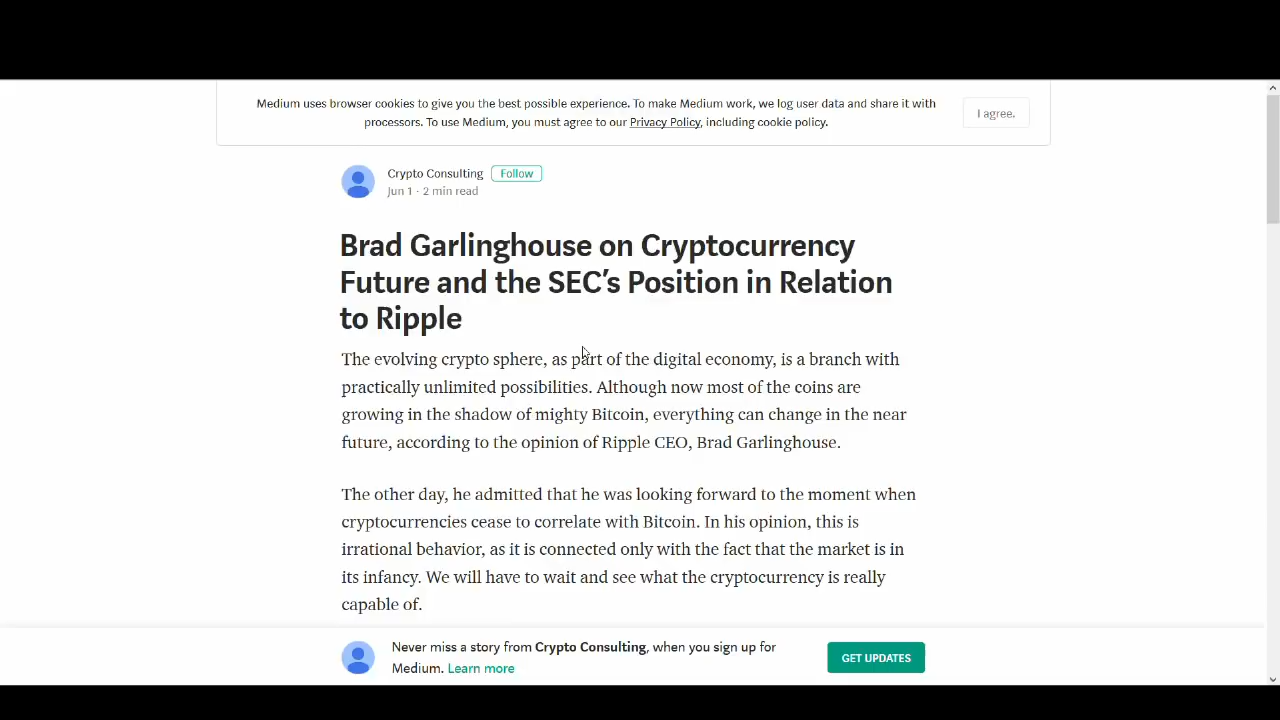 Medium uses browser cookies to give you the best possible experience. To make Medium work, we log user data and share it with
processors. To use Medium, you must agree to our Privacy Policy, including cookie policy.
I agree.
Crypto Consulting Follow
Jun 1 · 2 min read
Brad Garlinghouse on Cryptocurrency
Future and the SEC’s Position in Relation
to Ripple
The evolving crypto sphere, as part of the digital economy, is a branch with
practically unlimited possibilities. Although now most of the coins are
growing in the shadow of mighty Bitcoin, everything can change in the near
future, according to the opinion of Ripple CEO, Brad Garlinghouse.
The other day, he admitted that he was looking forward to the moment when
cryptocurrencies cease to correlate with Bitcoin. In his opinion, this is
irrational behavior, as it is connected only with the fact that the market is in
its infancy. We will have to wait and see what the cryptocurrency is really
capable of.
Never miss a story from Crypto Consulting, when you sign up for
Medium. Learn more
GET UPDATES